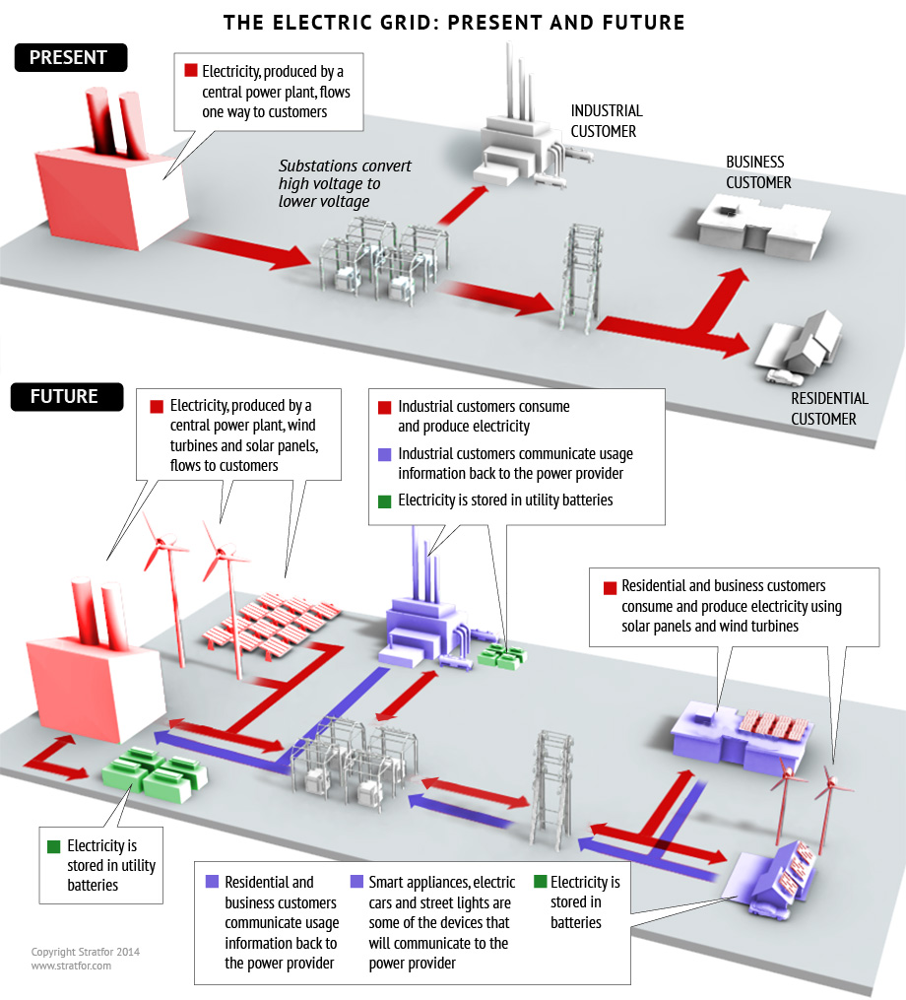 THE ELECTRIC GRID: PRESENT AND FUTURE
PRESENT
Electricity, produced by a
central power plant, flows
one way to customers
Substations convert
high voltage to
lower voltage
INDUSTRIAL
CUSTOMER
BUSINESS
CUSTOMER
RESIDENTIAL
CUSTOMER
FUTURE
Electricity, produced by a
central power plant, wind
turbines and solar panels,
flows to customers
Industrial customers consume
and produce electricity
Industrial customers communicate usage
information back to the power provider
Electricity is stored in utility batteries
Residential and business customers
consume and produce electricity using
solar panels and wind turbines
Electricity is
stored in utility
batteries
Residential and
business customers
communicate usage
information back to
the power provider
Smart appliances, electric
cars and street lights are
some of the devices that
will communicate to the
power provider
Electricity is
stored in
batteries
Copyright Stratfor 2014
www.stratfor.com